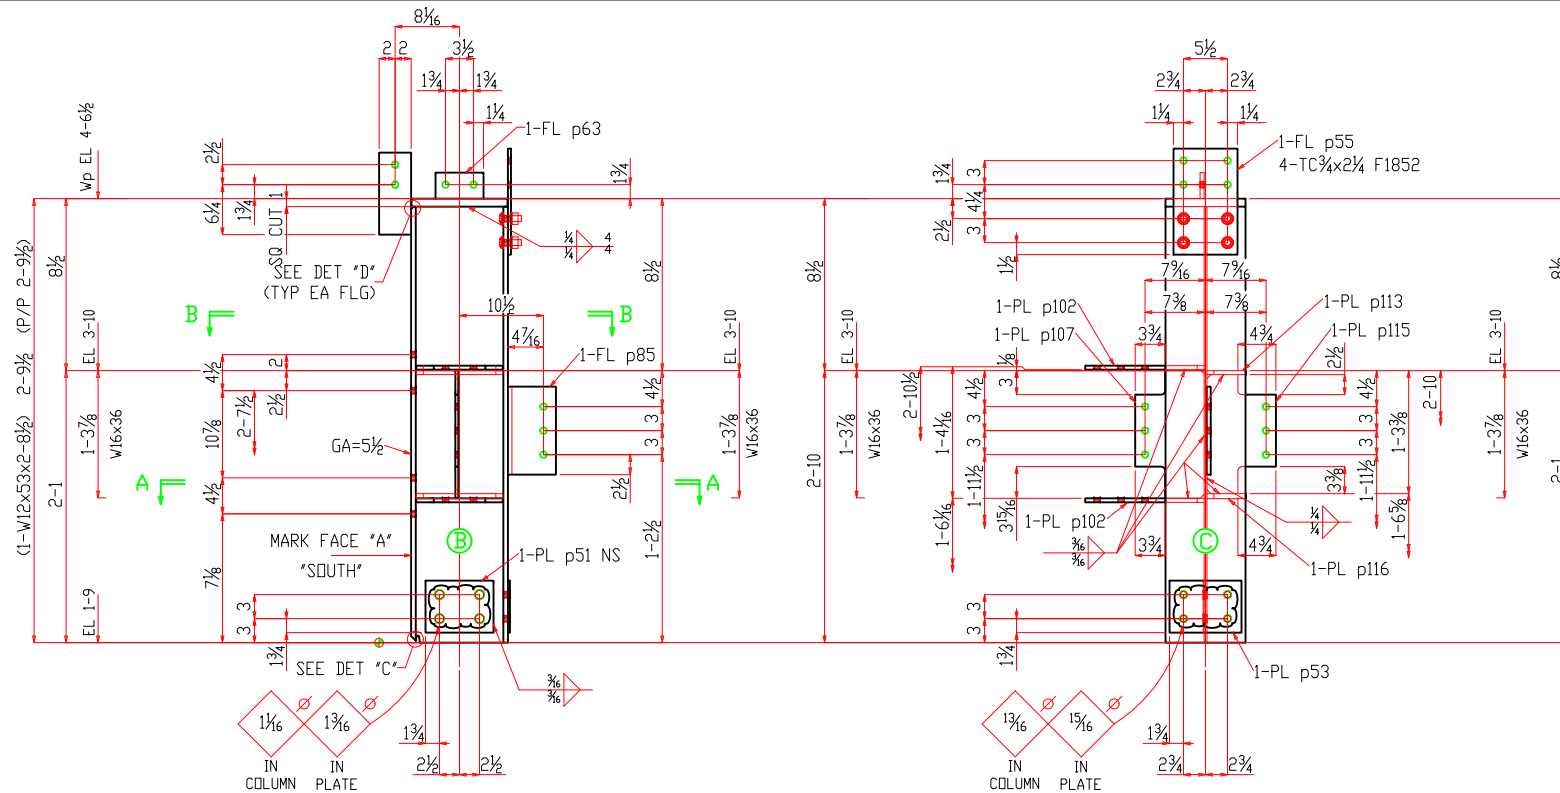 8 1/16
2 2
3 1/2
1 3/4 1 3/4
1 1/4
1-FL p63
Wp EL 4-6 1/2
2 1/2
6 1/4
1 3/4
SQ CUT 1
1 3/4
1/4
1/4
4
4
SEE DET "D"
(TYP EA FLG)
8 1/2
8 1/2
(1-W12x53x2-8 1/2) 2-9 1/2 (P/P 2-9 1/2)
B
B
10 1/2
4 7/16
1-FL p85
EL 3-10
EL 3-10
4 1/2
2
2 1/2
2-7 1/2
10 7/8
4 1/2
7 1/8
1-3 7/8
W16x36
GA=5 1/2
4 1/2
3
3
2 1/2
1-3 7/8
W16x36
2-1
A
A
MARK FACE "A"
"SOUTH"
B
1-PL p51 NS
1-2 1/2
EL 1-9
3
3
1 3/4
SEE DET "C"
3/16
3/16
1 1/16
1 3/16
IN
COLUMN
IN
PLATE
1 3/4
2 1/2 2 1/2
5 1/2
2 3/4 2 3/4
1 1/4 1 1/4
1-FL p55
4-TC 3/4x2 1/4 F1852
1 3/4
2 1/2
3
4 1/4
3
1 1/2
8 1/2
8 1/2
7 9/16 7 9/16
7 3/8 7 3/8
1-PL p102
1-PL p107
1-PL p113
1-PL p115
3 3/4
4 3/4
EL 3-10
EL 3-10
1/8
3
2 1/2
2-10 1/2
4 1/2
3
3
1-4 1/16
1-11 1/2
1-3 7/8
W16x36
4 1/2
3
3
1-3 3/8
2-10
1-3 7/8
W16x36
2-10
2-1
3 15/16
1-6 1/16
3 3/8
1-11 1/2
1-6 5/8
1-PL p102
3/16
3/16
3 3/4
4 3/4
1/4
1/4
C
1-PL p116
3
3
1 3/4
1-PL p53
13/16
15/16
IN
COLUMN
IN
PLATE
1 3/4
2 3/4 2 3/4